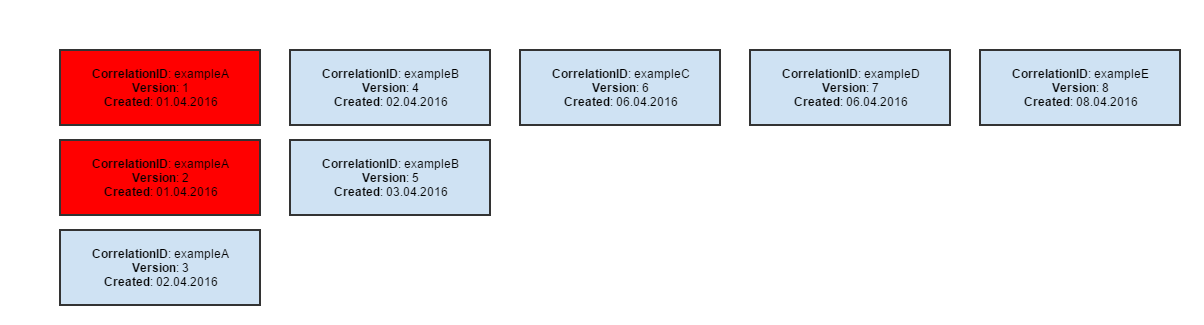 CorrelationID: exampleA
Version: 1
Created: 01.04.2016
CorrelationID: exampleB
Version: 4
Created: 02.04.2016
CorrelationID: exampleC
Version: 6
Created: 06.04.2016
CorrelationID: exampleD
Version: 7
Created: 06.04.2016
CorrelationID: exampleE
Version: 8
Created: 08.04.2016
CorrelationID: exampleA
Version: 2
Created: 01.04.2016
CorrelationID: exampleB
Version: 5
Created: 03.04.2016
CorrelationID: exampleA
Version: 3
Created: 02.04.2016